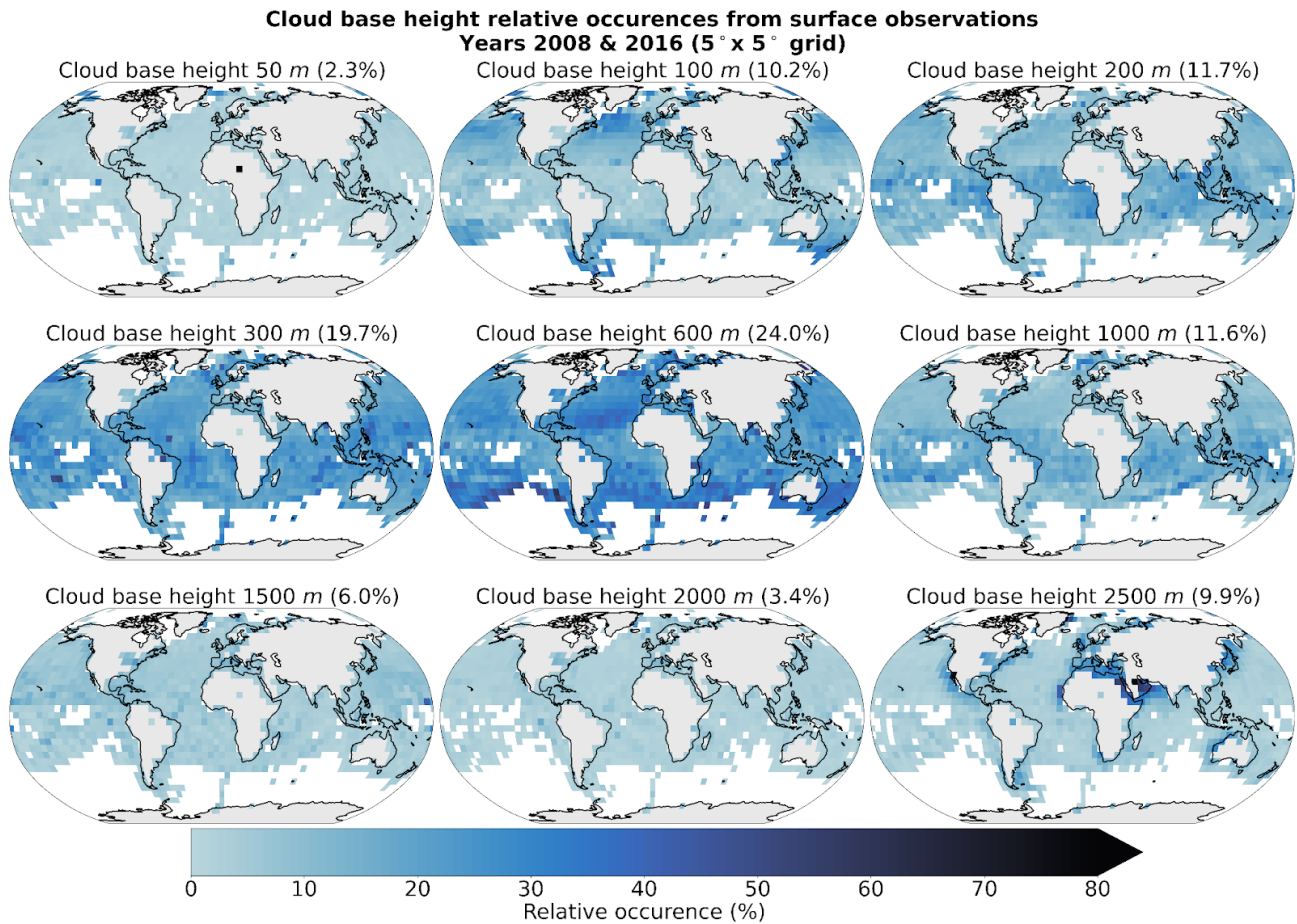 Cloud base height relative occurences from surface observations
Years 2008 & 2016 (5° x 5° grid)
Cloud base height 50 m (2.3%)
Cloud base height 100 m (10.2%)
Cloud base height 200 m (11.7%)
Cloud base height 300 m (19.7%)
Cloud base height 600 m (24.0%)
Cloud base height 1000 m (11.6%)
Cloud base height 1500 m (6.0%)
Cloud base height 2000 m (3.4%)
Cloud base height 2500 m (9.9%)
0 10 20 30 40 50 60 70 80
Relative occurence (%)